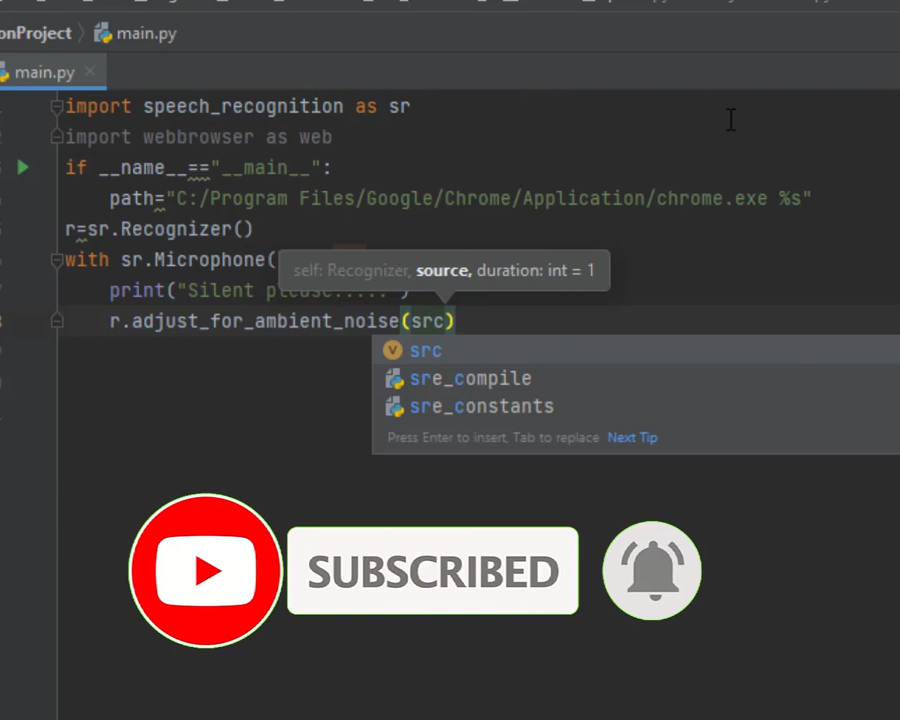 onProject main.py
main.py
import speech_recognition as sr
import webbrowser as web
if __name__=="__main__":
path="C:/Program Files/Google/Chrome/Application/chrome.exe %s"
r=sr.Recognizer()
with sr.Microphone(
self: Recognizer, source, duration: int = 1
print("Silent please.....")
r.adjust_for_ambient_noise(src)
src
sre_compile
sre_constants
Press Enter to insert, Tab to replace Next Tip
SUBSCRIBED